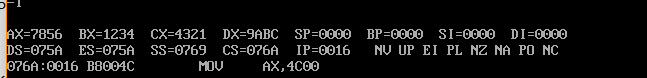 AX=7856 BX=1234 CX=4321 DX=9ABC SP=0000 BP=0000 SI=0000 DI=0000
DS=075A ES=075A SS=0769 CS=076A IP=0016 NV UP EI PL NZ NA PO NC
076A:0016 B8004C MOV AX,4C00